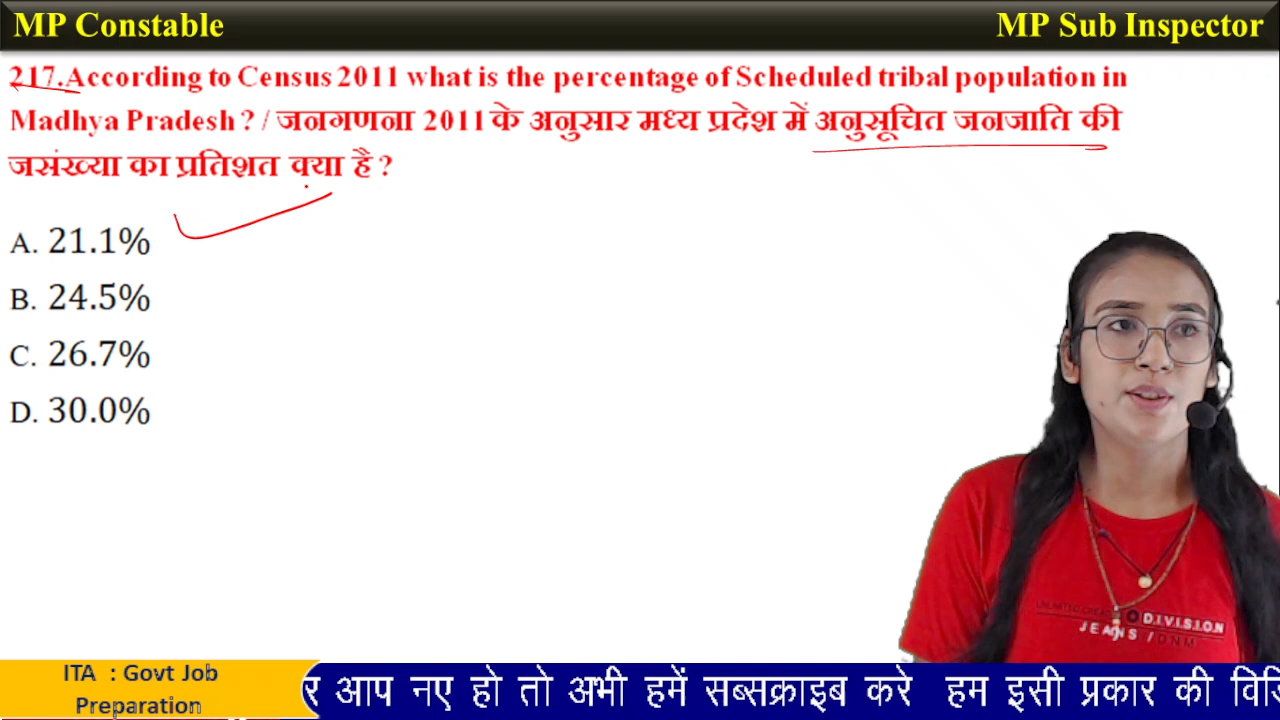 MP Constable
MP Sub Inspector
217.According to Census 2011 what is the percentage of Scheduled tribal population in
Madhya Pradesh ? / जनगणना 2011 के अनुसार मध्य प्रदेश में अनुसूचित जनजाति की
जसंख्या का प्रतिशत क्या है ?
A. 21.1%
B. 24.5%
C. 26.7%
D. 30.0%
D.I.V.I.S.I.O.N
JEANS /
ITA : Govt Job
Preparation
र आप नए हो तो अभी हमें सब्सक्राइब करे हम इसी प्रकार की